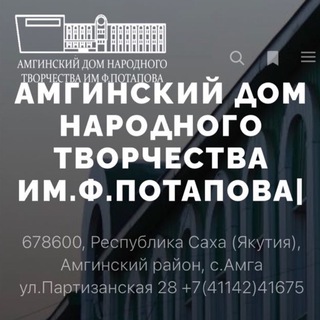 АМГИНСКИЙ ДОМ НАРОДНОГО
ТВОРЧЕСТВА ИМ Ф.ПОТАПОВА
АМГИНСКИЙ ДОМ
НАРОДНОГО
ТВОРЧЕСТВА
ИМ.Ф.ПОТАПОВА|
678600, Республика Саха (Якутия),
Амгинский район, с.Амга
ул.Партизанская 28 +7(41142)41675